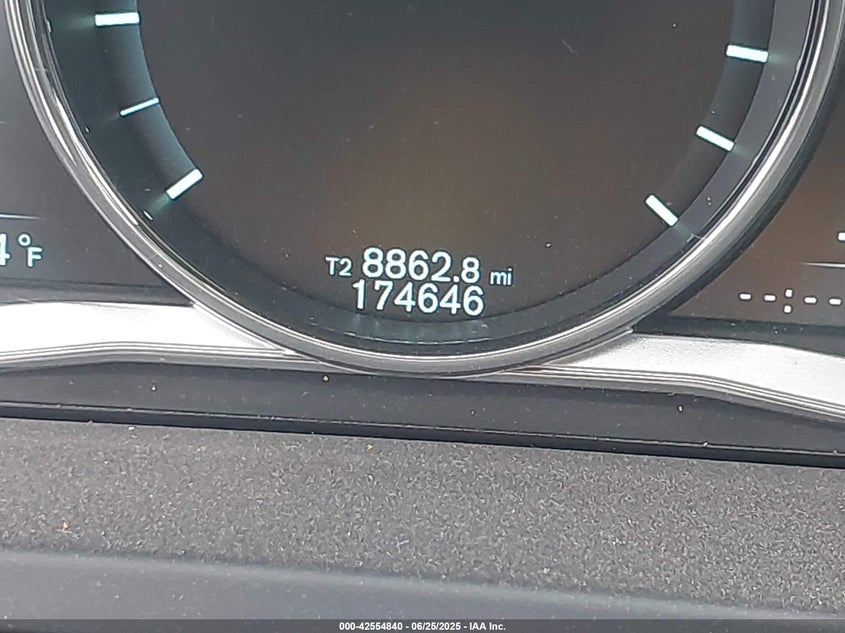 4°F
T2 8862.8 mi
174646
--:--
000-42554840 - 06/25/2025 - IAA Inc.